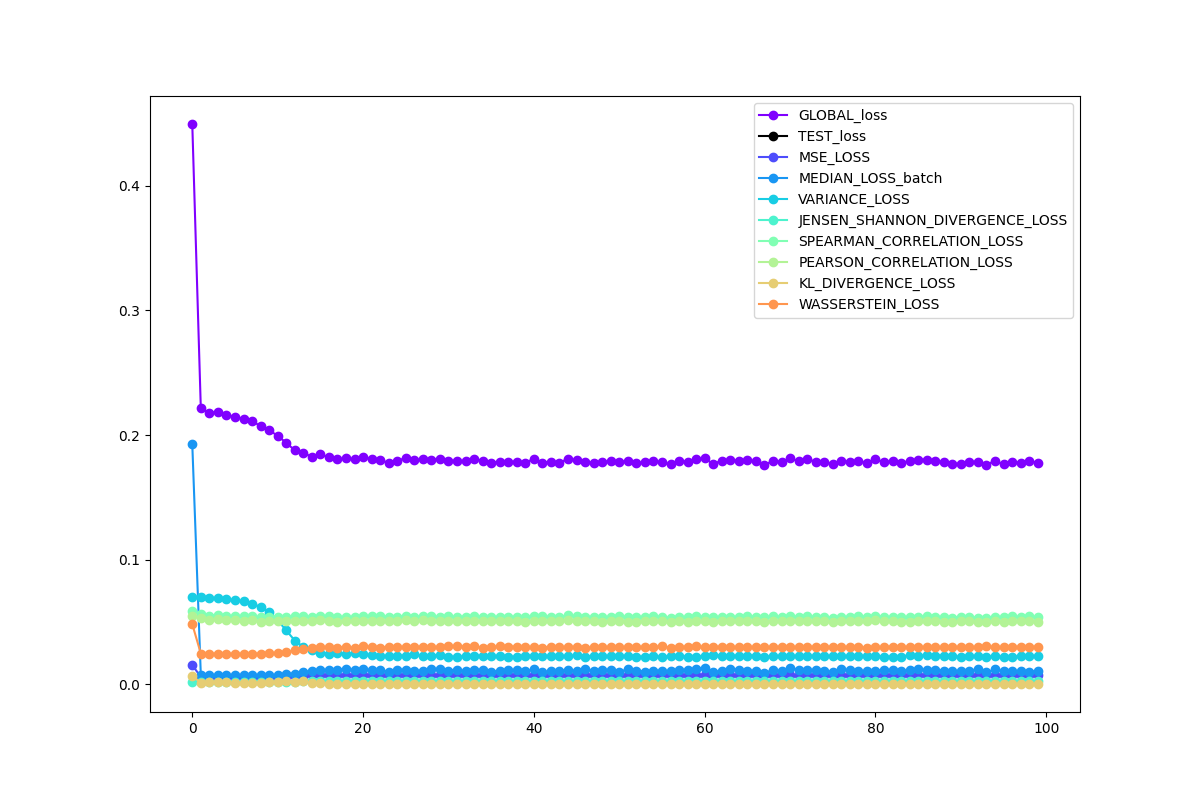 GLOBAL_loss
TEST_loss
MSE_LOSS
MEDIAN_LOSS_batch
VARIANCE_LOSS
JENSEN_SHANNON_DIVERGENCE_LOSS
SPEARMAN_CORRELATION_LOSS
PEARSON_CORRELATION_LOSS
KL_DIVERGENCE_LOSS
WASSERSTEIN_LOSS
0.4
0.3
0.2
0.1
0.0
0 20 40 60 80 100